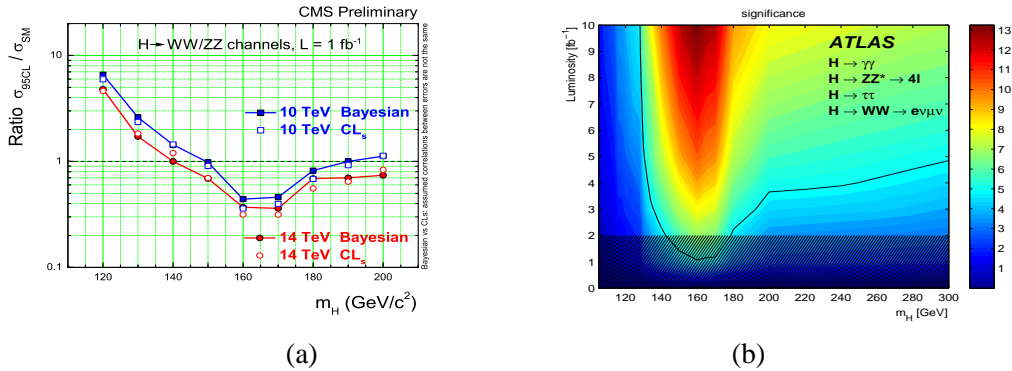 CMS Preliminary
H→WW/ZZ channels, L = 1 fb⁻¹
Ratio σ95CL / σSM
10
1
0.1
10 TeV Bayesian
10 TeV CLs
14 TeV Bayesian
14 TeV CLs
Bayesian vs CLs: assumed correlations between errors are not the same
120 140 160 180 200
mH (GeV/c²)
(a)
significance
Luminosity [fb⁻¹]
10
9
8
7
6
5
4
3
2
1
0
ATLAS
H → γγ
H → ZZ* → 4l
H → ττ
H → WW → eνμν
120 140 160 180 200 220 240 260 280 300
mH [GeV]
13
12
11
10
9
8
7
6
5
4
3
2
1
0
(b)